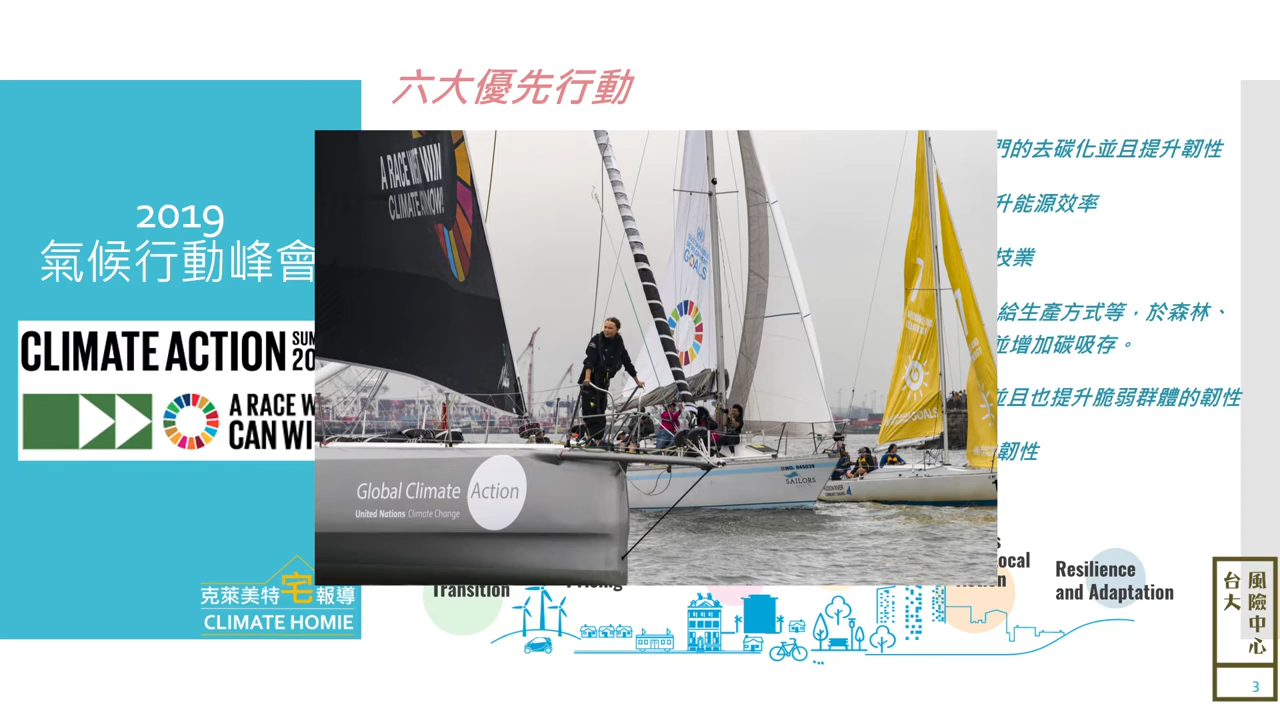 六大優先行動
2019
氣候行動峰會
CLIMATE ACTION
A RACE W
CAN WI
門的去碳化並且提升韌性
升能源效率
技業
給生產方式等，於森林、
並增加碳吸存。
並且也提升脆弱群體的韌性
韌性
A RACE WE WIN
CLIMATE NOW!
GOALS
SAILORS
Global Climate Action
United Nations Climate Change
Transition
Resilience
and Adaptation
克萊美特宅報導
CLIMATE HOMIE
台大
風險中心
3